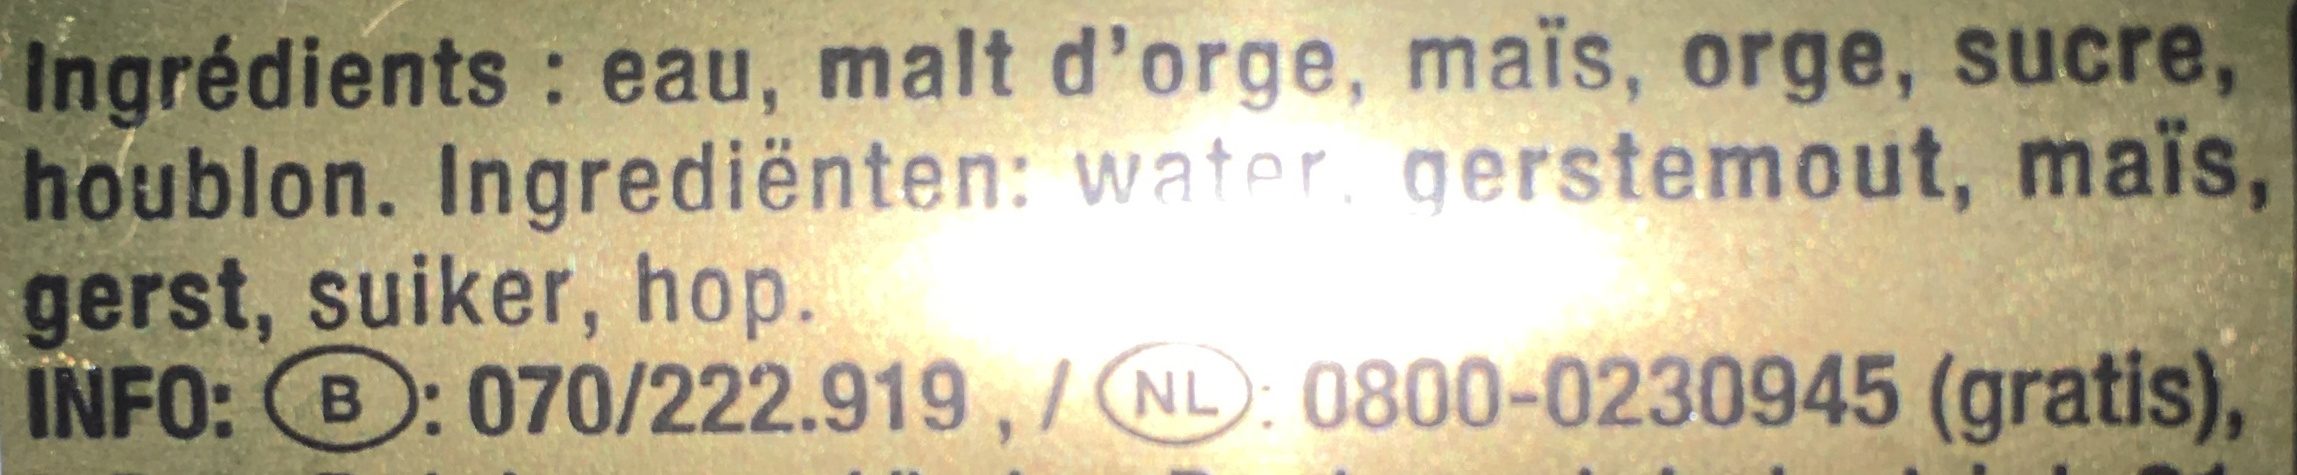 Ingrédients : eau, malt d'orge, maïs, orge, sucre,
houblon. Ingrediënten: water, gerstemout, maïs,
gerst, suiker, hop.
INFO: B: 070/222.919 , / NL: 0800-0230945 (gratis),